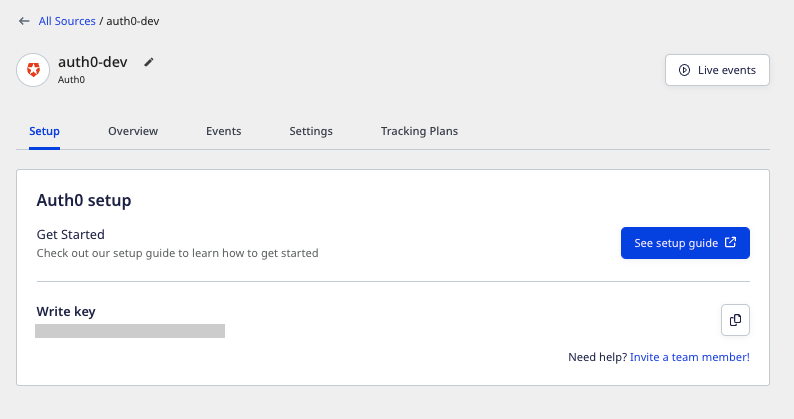 ← All Sources / auth0-dev
auth0-dev
Auth0
Live events
Setup Overview Events Settings Tracking Plans
Auth0 setup
Get Started
Check out our setup guide to learn how to get started
See setup guide
Write key
Need help? Invite a team member!